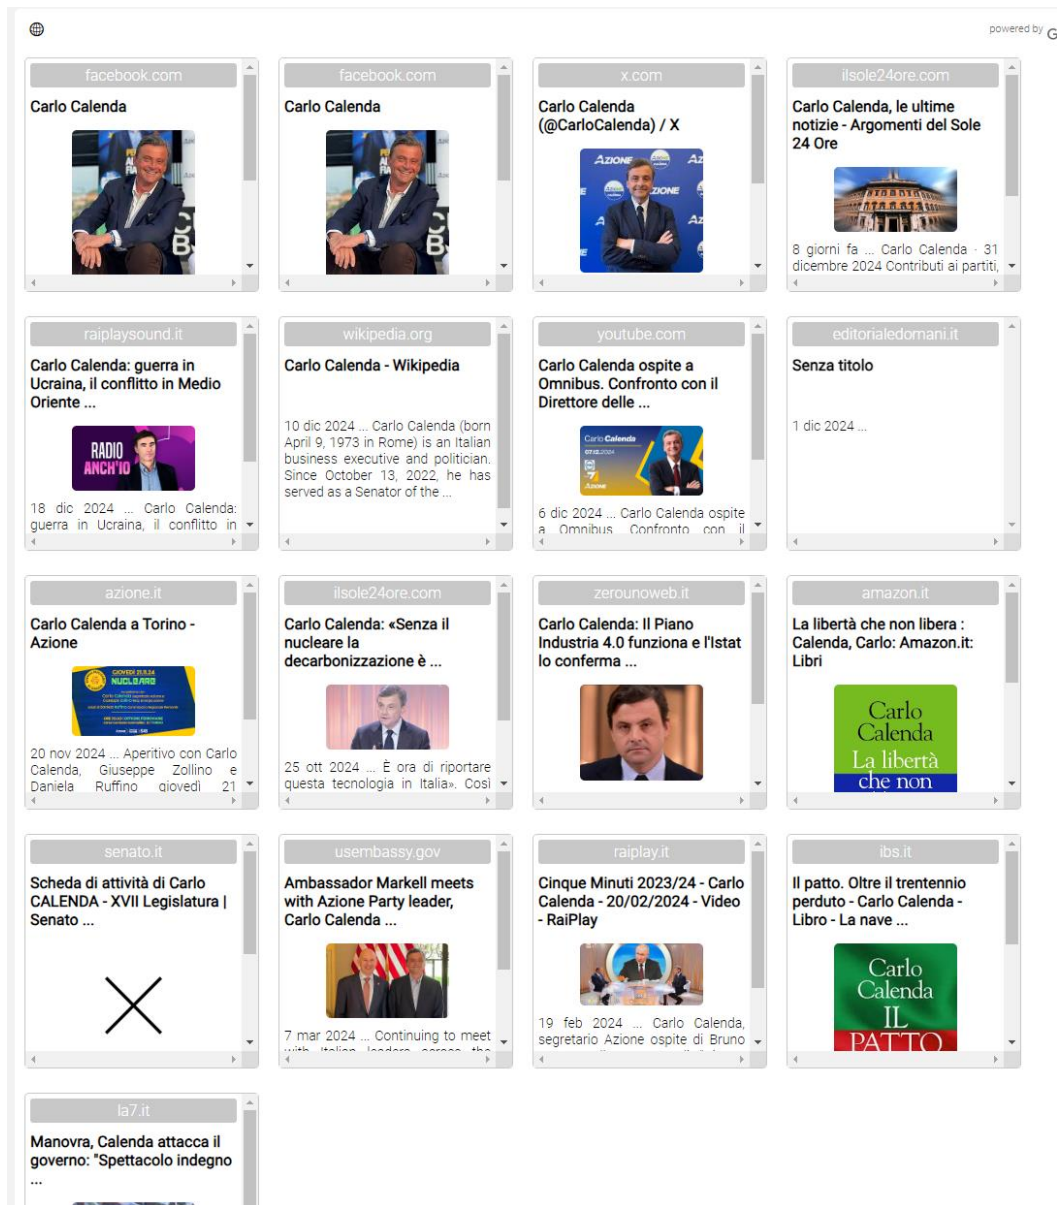 powered by G
facebook.com
Carlo Calenda
facebook.com
Carlo Calenda
x.com
Carlo Calenda
(@CarloCalenda) / X
AZIONE
AZIONE
ilsole24ore.com
Carlo Calenda, le ultime
notizie - Argomenti del Sole
24 Ore
8 giorni fa ... Carlo Calenda · 31
dicembre 2024 Contributi ai partiti,
raiplaysound.it
Carlo Calenda: guerra in
Ucraina, il conflitto in Medio
Oriente ...
RADIO
ANCH'IO
18 dic 2024 ... Carlo Calenda:
guerra in Ucraina, il conflitto in
wikipedia.org
Carlo Calenda - Wikipedia
10 dic 2024 ... Carlo Calenda (born
April 9, 1973 in Rome) is an Italian
business executive and politician.
Since October 13, 2022, he has
served as a Senator of the ...
youtube.com
Carlo Calenda ospite a
Omnibus. Confronto con il
Direttore delle ...
Carlo Calenda
07.12.2024
AZIONE
6 dic 2024 ... Carlo Calenda ospite
a Omnibus. Confronto con il
editorialedomani.it
Senza titolo
1 dic 2024 ...
azione.it
Carlo Calenda a Torino -
Azione
GIOVEDÌ 21.11.24
NUCLEARE
20 nov 2024 ... Aperitivo con Carlo
Calenda, Giuseppe Zollino e
Daniela Ruffino giovedì 21
ilsole24ore.com
Carlo Calenda: «Senza il
nucleare la
decarbonizzazione è ...
25 ott 2024 ... È ora di riportare
questa tecnologia in Italia». Così
zerounoweb.it
Carlo Calenda: Il Piano
Industria 4.0 funziona e l'Istat
lo conferma ...
amazon.it
La libertà che non libera :
Calenda, Carlo: Amazon.it:
Libri
Carlo
Calenda
La libertà
che non
senato.it
Scheda di attività di Carlo
CALENDA - XVII Legislatura |
Senato ...
usembassy.gov
Ambassador Markell meets
with Azione Party leader,
Carlo Calenda ...
7 mar 2024 ... Continuing to meet
with Italian leaders across the
raiplay.it
Cinque Minuti 2023/24 - Carlo
Calenda - 20/02/2024 - Video
- RaiPlay
19 feb 2024 ... Carlo Calenda,
segretario Azione ospite di Bruno
ibs.it
Il patto. Oltre il trentennio
perduto - Carlo Calenda -
Libro - La nave ...
Carlo
Calenda
IL
PATTO
la7.it
Manovra, Calenda attacca il
governo: "Spettacolo indegno
...